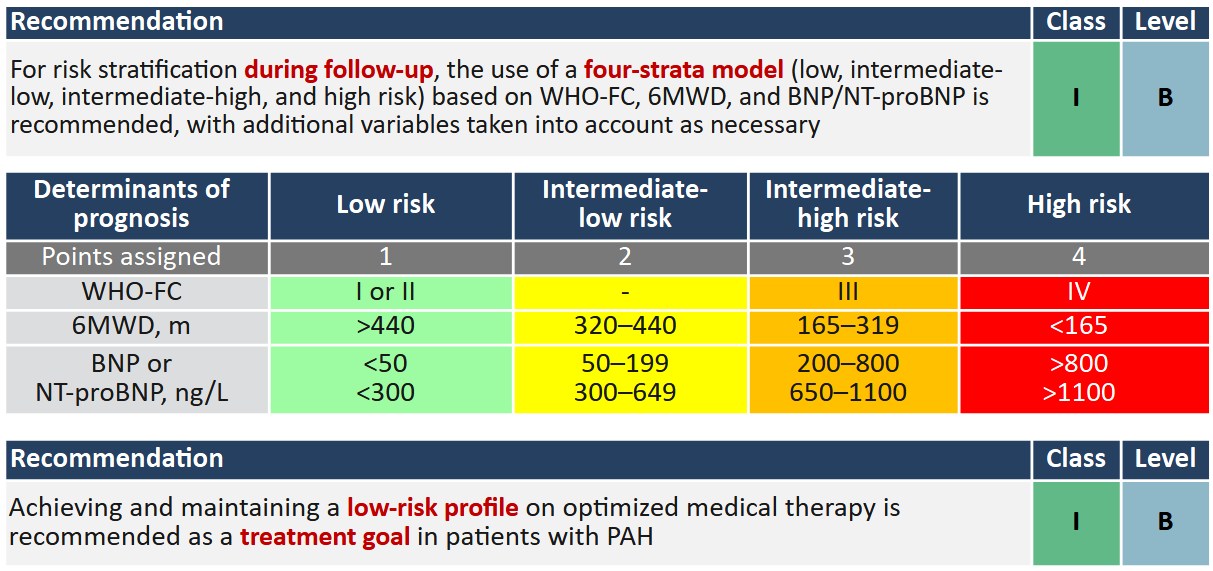 Recommendation Class Level
For risk stratification during follow-up, the use of a four-strata model (low, intermediate-
low, intermediate-high, and high risk) based on WHO-FC, 6MWD, and BNP/NT-proBNP is
recommended, with additional variables taken into account as necessary
I B
Determinants of
prognosis
Low risk
Intermediate-
low risk
Intermediate-
high risk
High risk
Points assigned 1 2 3 4
WHO-FC I or II - III IV
6MWD, m >440 320–440 165–319 <165
BNP or <50 50–199 200–800 >800
NT-proBNP, ng/L <300 300–649 650–1100 >1100
Recommendation Class Level
Achieving and maintaining a low-risk profile on optimized medical therapy is
recommended as a treatment goal in patients with PAH
I B